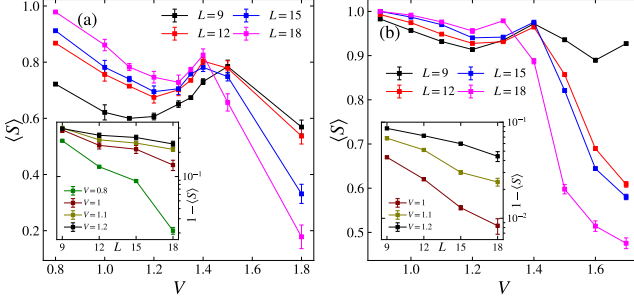 (a)
L = 9
L = 15
L = 12
L = 18
⟨S⟩
1.0
0.8
0.6
0.4
0.2
0.8
1.0
1.2
1.4
1.6
1.8
V
V=0.8
V=1
V=1.1
V=1.2
9
12
15
18
L
10⁻¹
1−⟨S⟩
(b)
L = 9
L = 15
L = 12
L = 18
⟨S⟩
1.0
0.9
0.8
0.7
0.6
0.5
1.0
1.2
1.4
1.6
V
V=1
V=1.1
V=1.2
9
12
15
18
L
10⁻¹
10⁻²
1−⟨S⟩